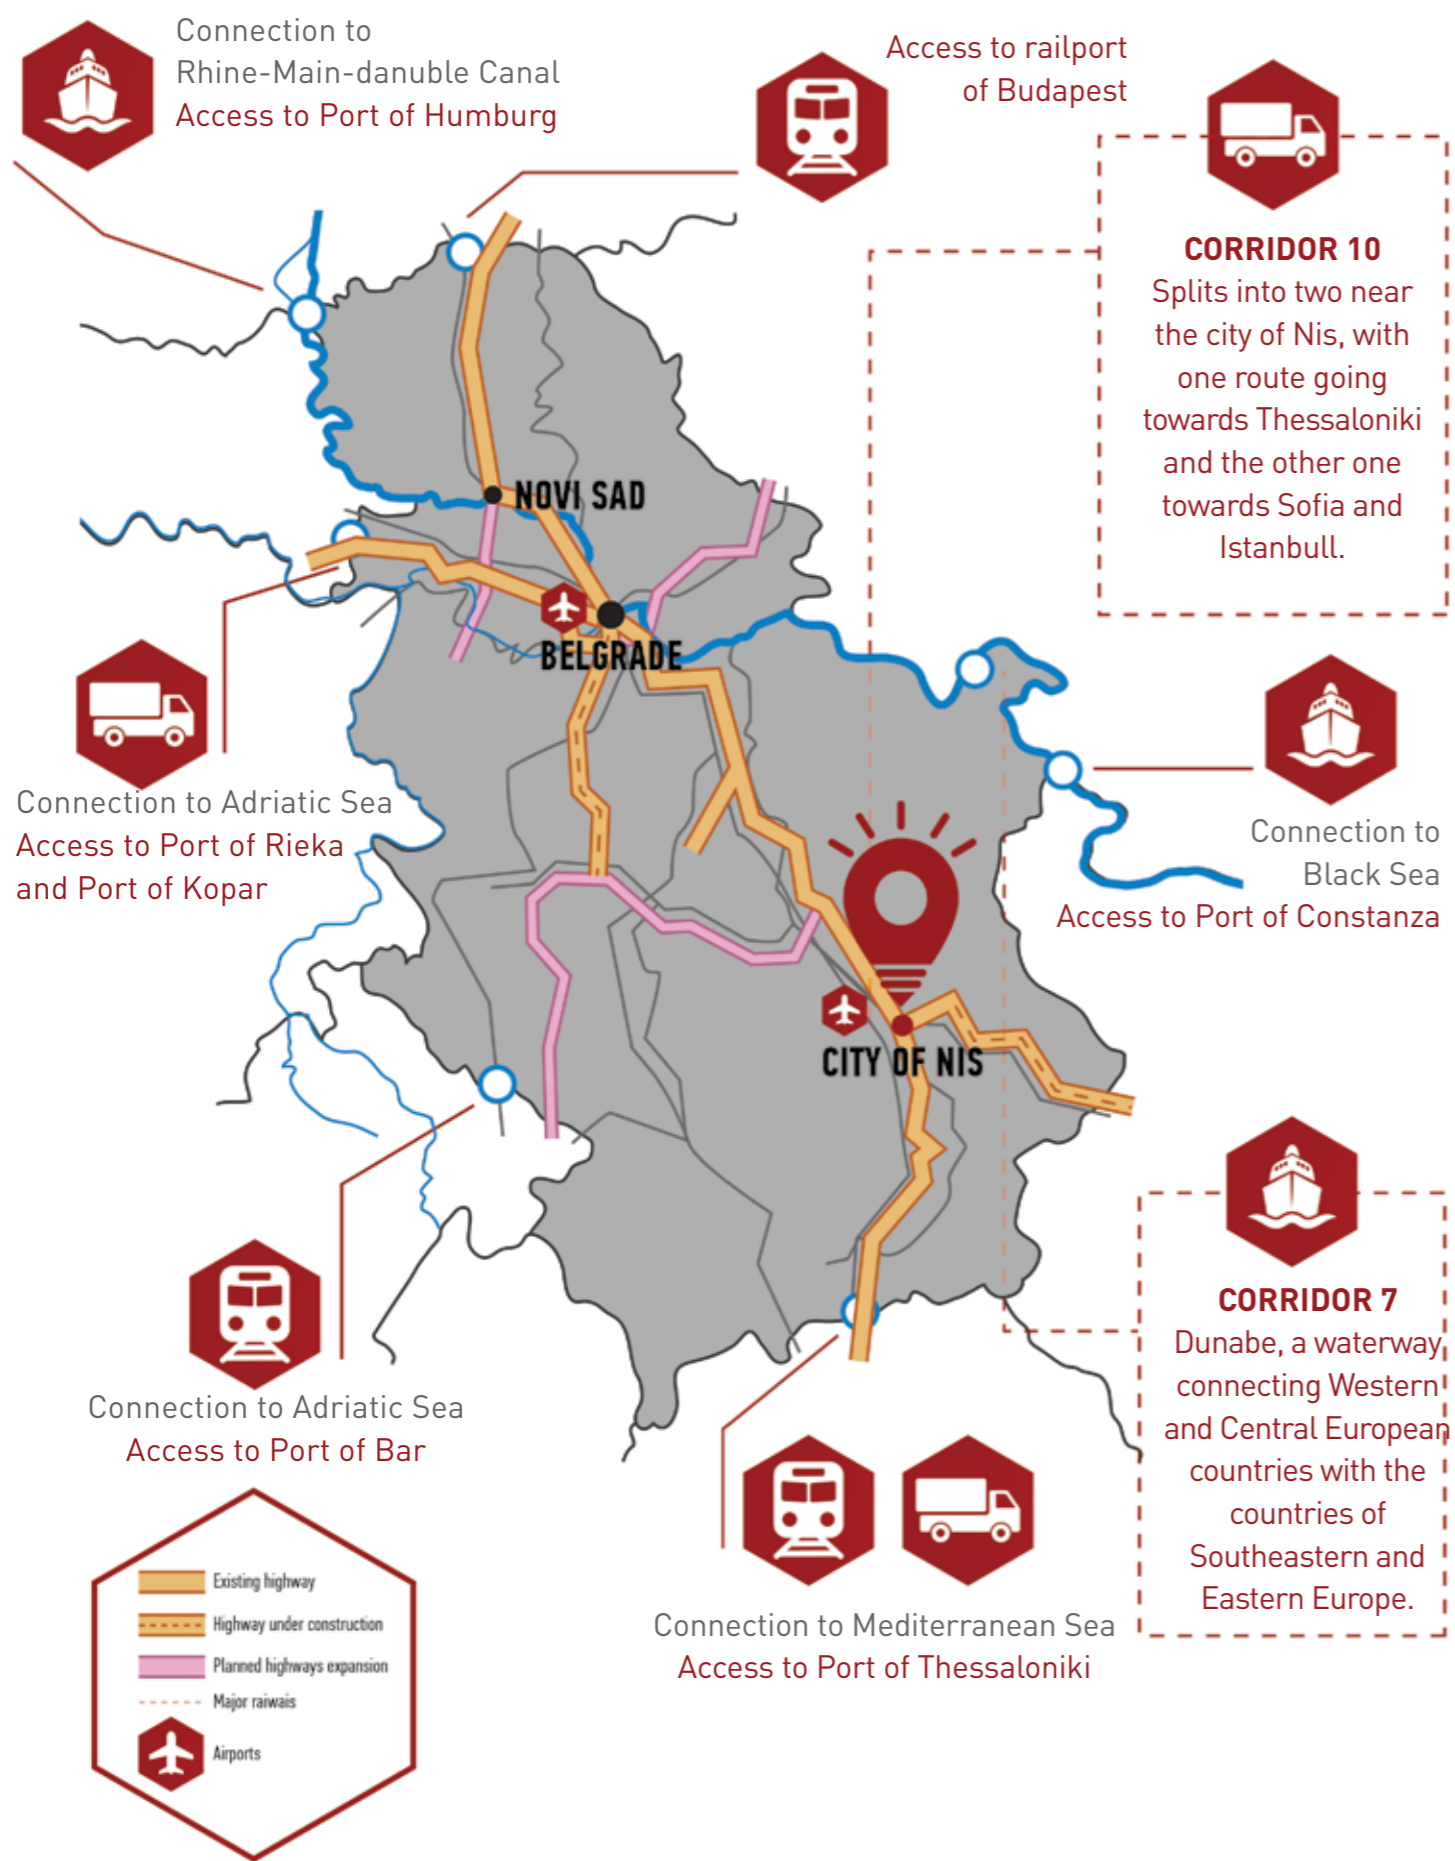 Connection to
Rhine-Main-danuble Canal
Access to Port of Humburg
Access to railport
of Budapest
CORRIDOR 10
Splits into two near
the city of Nis, with
one route going
towards Thessaloniki
and the other one
towards Sofia and
Istanbull.
NOVI SAD
BELGRADE
Connection to Adriatic Sea
Access to Port of Rieka
and Port of Kopar
Connection to
Black Sea
Access to Port of Constanza
CITY OF NIS
CORRIDOR 7
Dunabe, a waterway
connecting Western
and Central European
countries with the
countries of
Southeastern and
Eastern Europe.
Connection to Adriatic Sea
Access to Port of Bar
Connection to Mediterranean Sea
Access to Port of Thessaloniki
Existing highway
Highway under construction
Planned highways expansion
Major raiwais
Airports